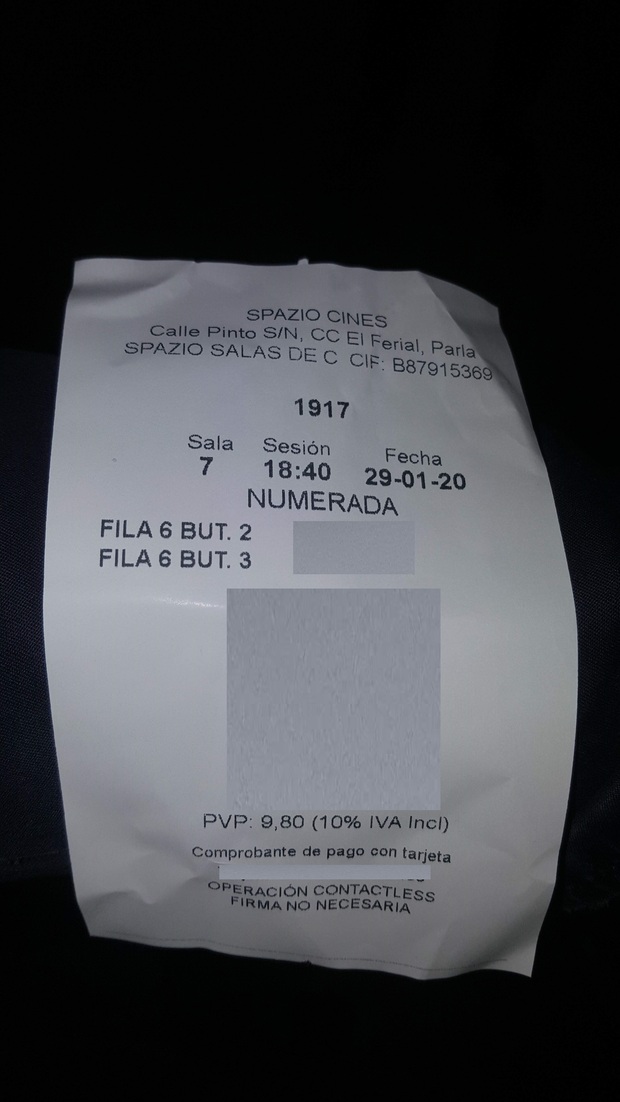 SPAZIO CINES
Calle Pinto S/N, CC El Ferial, Parla
SPAZIO SALAS DE C CIF: B87915369
1917
Sala Sesión Fecha
7 18:40 29-01-20
NUMERADA
FILA 6 BUT. 2
FILA 6 BUT. 3
PVP: 9,80 (10% IVA Incl)
Comprobante de pago con tarjeta
OPERACIÓN CONTACTLESS
FIRMA NO NECESARIA